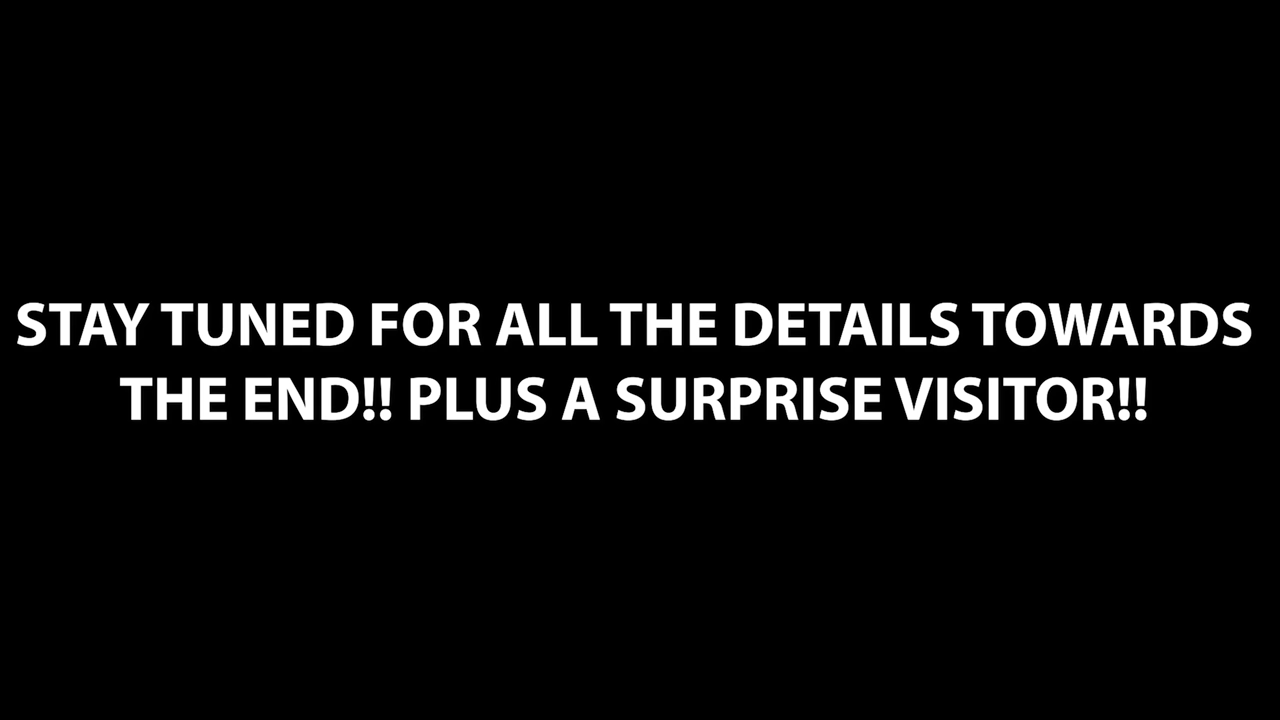 STAY TUNED FOR ALL THE DETAILS TOWARDS
THE END!! PLUS A SURPRISE VISITOR!!